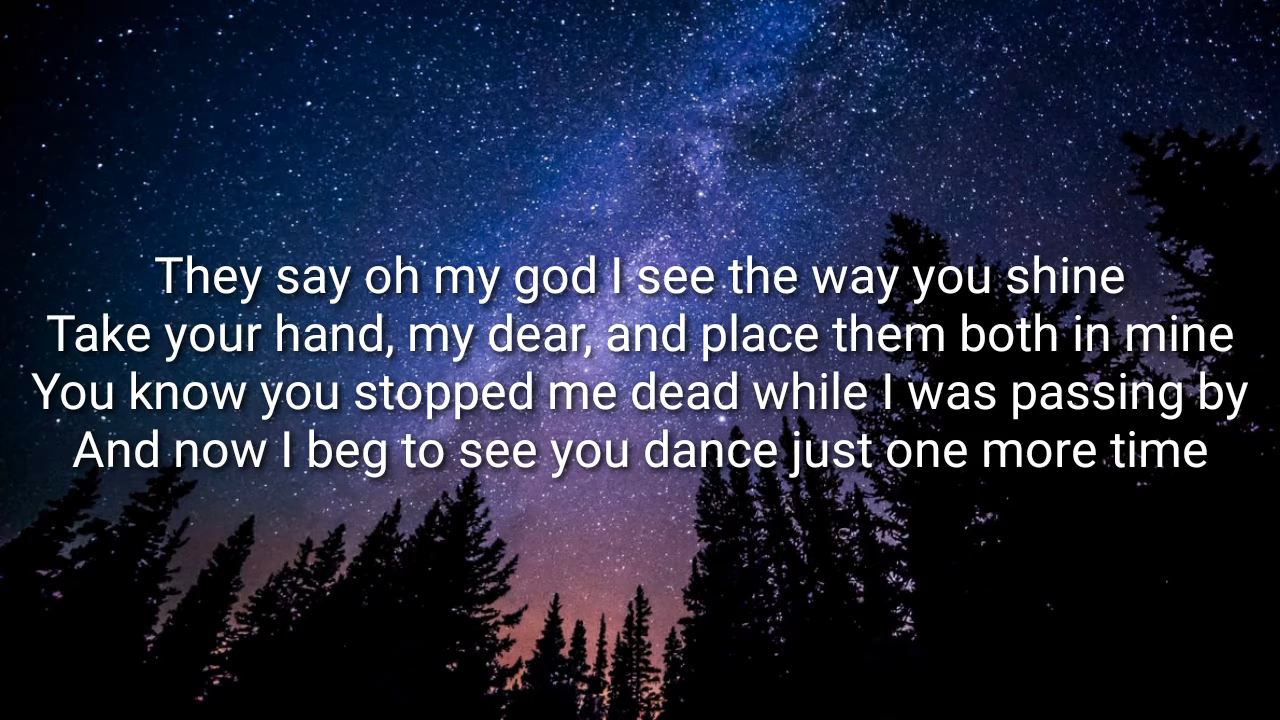 They say oh my god I see the way you shine
Take your hand, my dear, and place them both in mine
You know you stopped me dead while I was passing by
And now I beg to see you dance just one more time